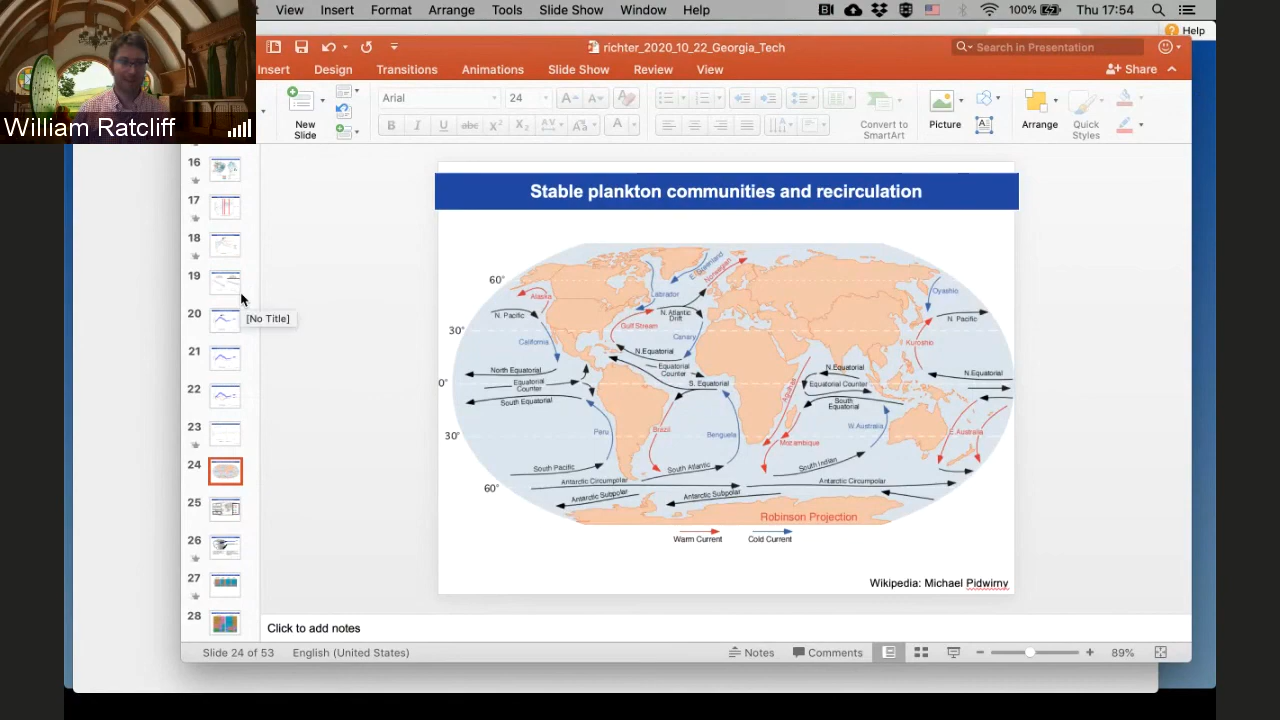 View Insert Format Arrange Tools Slide Show Window Help 100% Thu 17:54
Help
richter_2020_10_22_Georgia_Tech
Search in Presentation
Insert Design Transitions Animations Slide Show Review View
Share
William Ratcliff
New
Slide
Arial
24
B I U abc X² X₂ AV Aa A
Convert to
SmartArt
Picture
Arrange
Quick
Styles
16
17
18
19
[No Title]
20
21
22
23
24
25
26
27
28
Stable plankton communities and recirculation
60°
30°
0°
30°
60°
Alaska
N. Pacific
California
North Equatorial
Equatorial
Counter
South Equatorial
Peru
South Pacific
Antarctic Circumpolar
Antarctic Subpolar
Labrador
Norwegian
Gulf Stream
N. Atlantic
Drift
Canary
N.Equatorial
Equatorial
Counter
S. Equatorial
Brazil
Benguela
South Atlantic
Antarctic Subpolar
N.Equatorial
Equatorial Counter
South
Equatorial
Mozambique
W. Australia
South Indian
Antarctic Circumpolar
Oyashio
N. Pacific
Kuroshio
N.Equatorial
E.Australia
Robinson Projection
Warm Current
Cold Current
Wikipedia: Michael Pidwirny
Click to add notes
Slide 24 of 53 English (United States) Notes Comments 89%